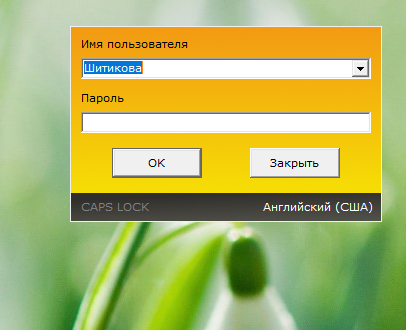 Имя пользователя
Шитикова
Пароль
OK
Закрыть
CAPS LOCK
Английский (США)